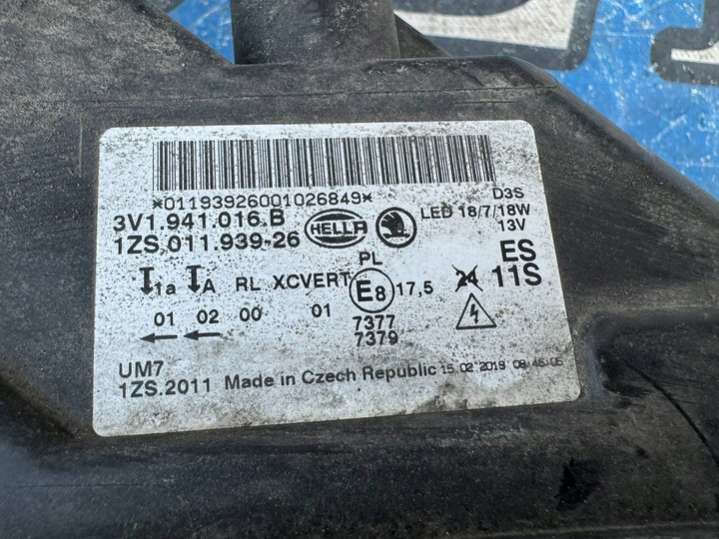 *01193926001026849*
D3S
3V1.941.016.B
HELLA
LED 18/7/18W
1ZS.011.939-26
13V
PL
ES
1a A RL XCVERT E8 17,5 24 11S
01 02 00 01
7377
7379
UM7
1ZS.2011 Made in Czech Republic 15 02 2019 08:46:05